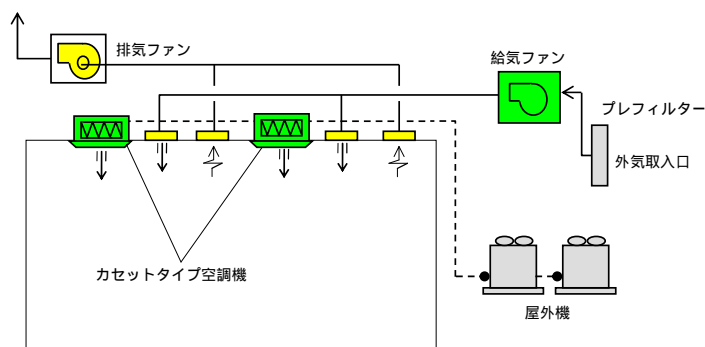 排気ファン
給気ファン
プレフィルター
外気取入口
カセットタイプ空調機
屋外機